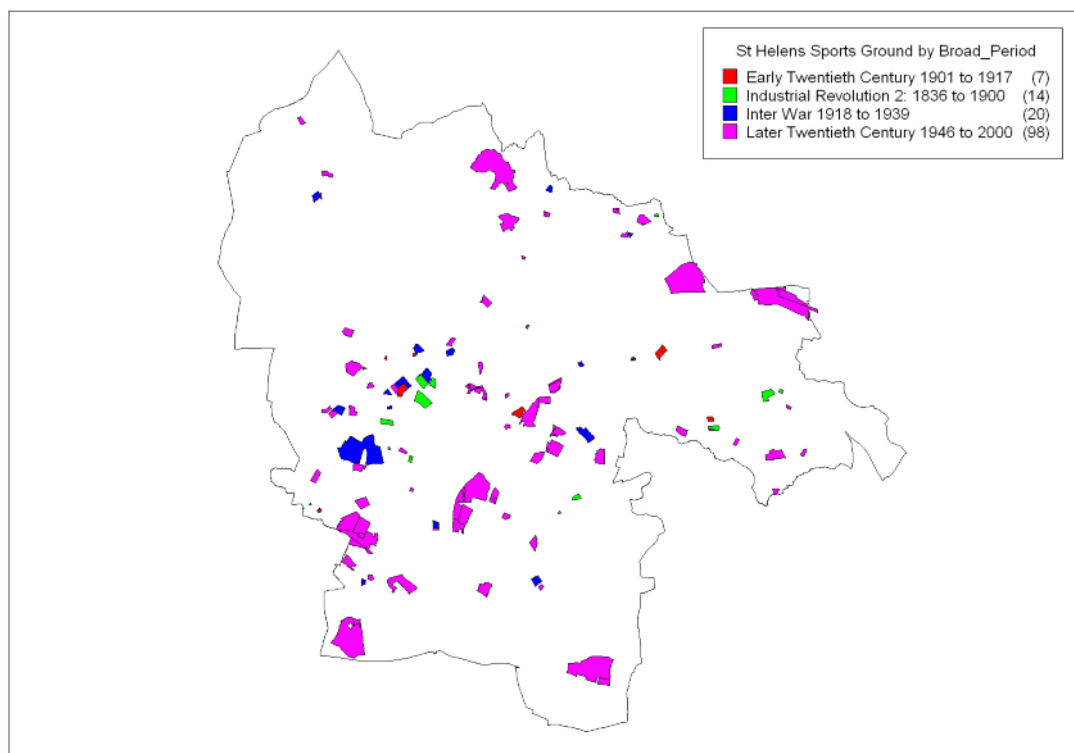 St Helens Sports Ground by Broad_Period
Early Twentieth Century 1901 to 1917 (7)
Industrial Revolution 2: 1836 to 1900 (14)
Inter War 1918 to 1939 (20)
Later Twentieth Century 1946 to 2000 (98)